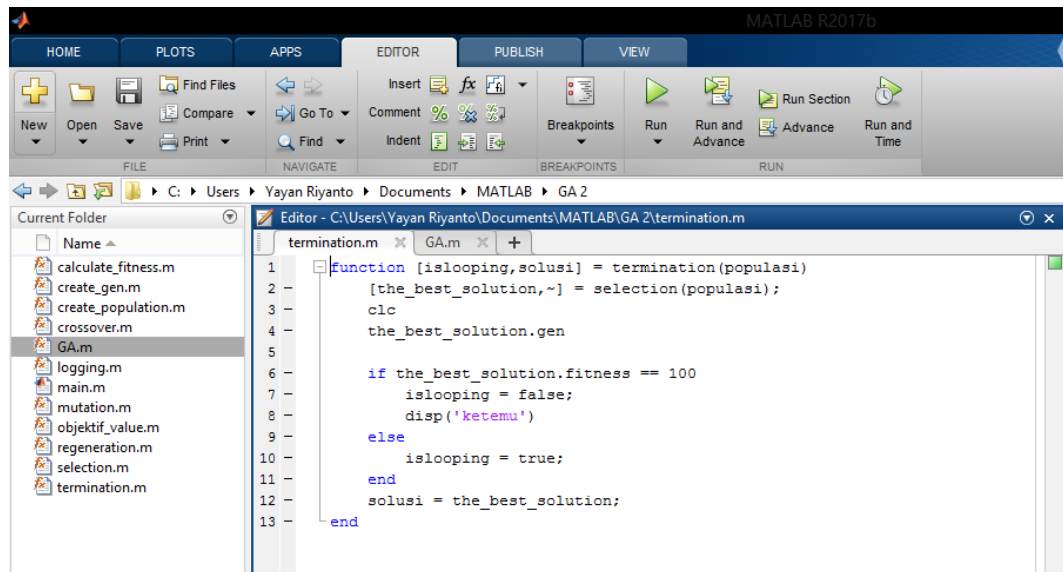 MATLAB R2017b
HOME PLOTS APPS EDITOR PUBLISH VIEW
New Open Save Find Files Compare Print
FILE
Go To Find
NAVIGATE
Insert fx
Comment
Indent
EDIT
Breakpoints
BREAKPOINTS
Run Run and Advance Run Section Advance Run and Time
RUN
C: Users Yayan Riyanto Documents MATLAB GA 2
Current Folder
Name
calculate_fitness.m
create_gen.m
create_population.m
crossover.m
GA.m
logging.m
main.m
mutation.m
objektif_value.m
regeneration.m
selection.m
termination.m
Editor - C:\Users\Yayan Riyanto\Documents\MATLAB\GA 2\termination.m
termination.m GA.m
1 function [islooping,solusi] = termination(populasi)
2 - [the_best_solution,~] = selection(populasi);
3 - clc
4 - the_best_solution.gen
5
6 - if the_best_solution.fitness == 100
7 - islooping = false;
8 - disp('ketemu')
9 - else
10 - islooping = true;
11 - end
12 - solusi = the_best_solution;
13 - end